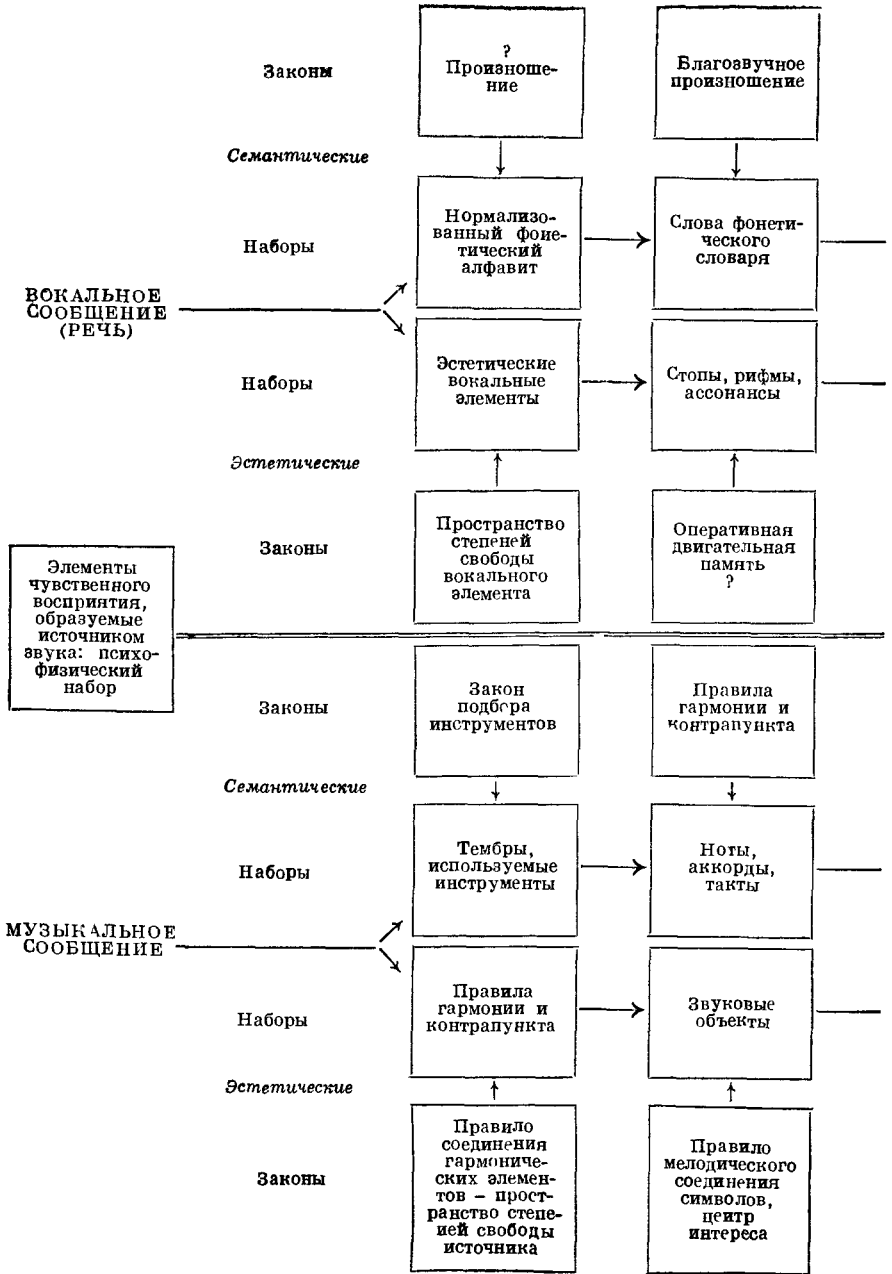 Законы
?
Произноше-
ние
Благозвучное
произношение
Семантические
Наборы
Нормализо-
ванный фоие-
тический
алфавит
Слова фонети-
ческого
словаря
ВОКАЛЬНОЕ
СООБЩЕНИЕ
(РЕЧЬ)
Наборы
Эстетические
вокальные
элементы
Стопы, рифмы,
ассонансы
Эстетические
Законы
Пространство
степеней
свободы
вокального
элемента
Оперативная
двигательная
память
?
Элементы
чувственного
восприятия,
образуемые
источником
звука: психо-
физический
набор
Законы
Закон
подбора
инструментов
Правила
гармонии и
контрапункта
Семантические
Наборы
Тембры,
используемые
инструменты
Ноты,
аккорды,
такты
МУЗЫКАЛЬНОЕ
СООБЩЕНИЕ
Наборы
Правила
гармонии и
контрапункта
Звуковые
объекты
Эстетические
Законы
Правило
соединения
гармониче-
ских элемен-
тов — прост-
ранство степе-
ией свободы
источника
Правило
мелодического
соединения
символов,
цеитр
интереса